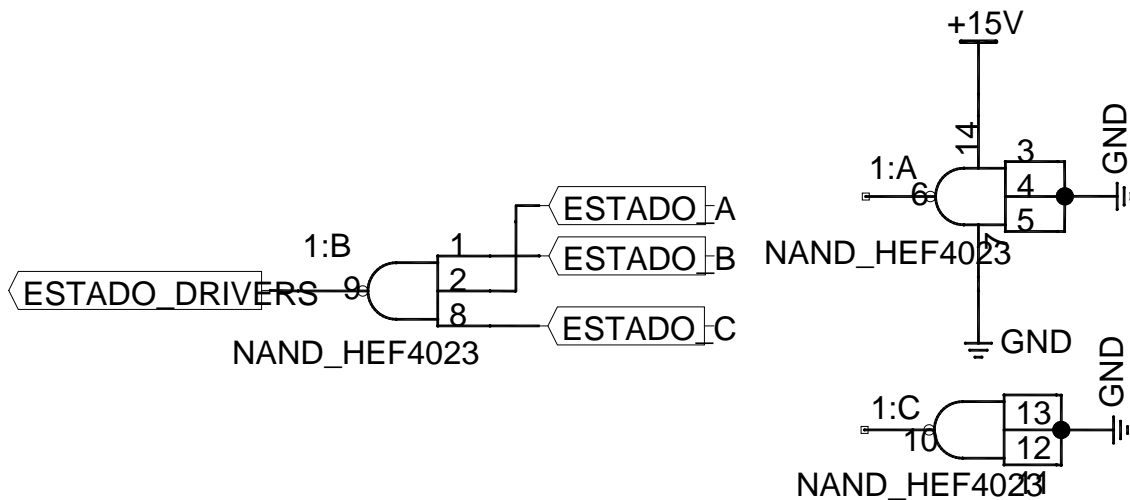 +15V
14
GND
1:A
3
6
4
5
7
NAND_HEF4023
GND
ESTADO_A
1:B
1
ESTADO_B
2
ESTADO_DRIVERS
9
8
ESTADO_C
NAND_HEF4023
GND
1:C
13
10
12
11
NAND_HEF4023